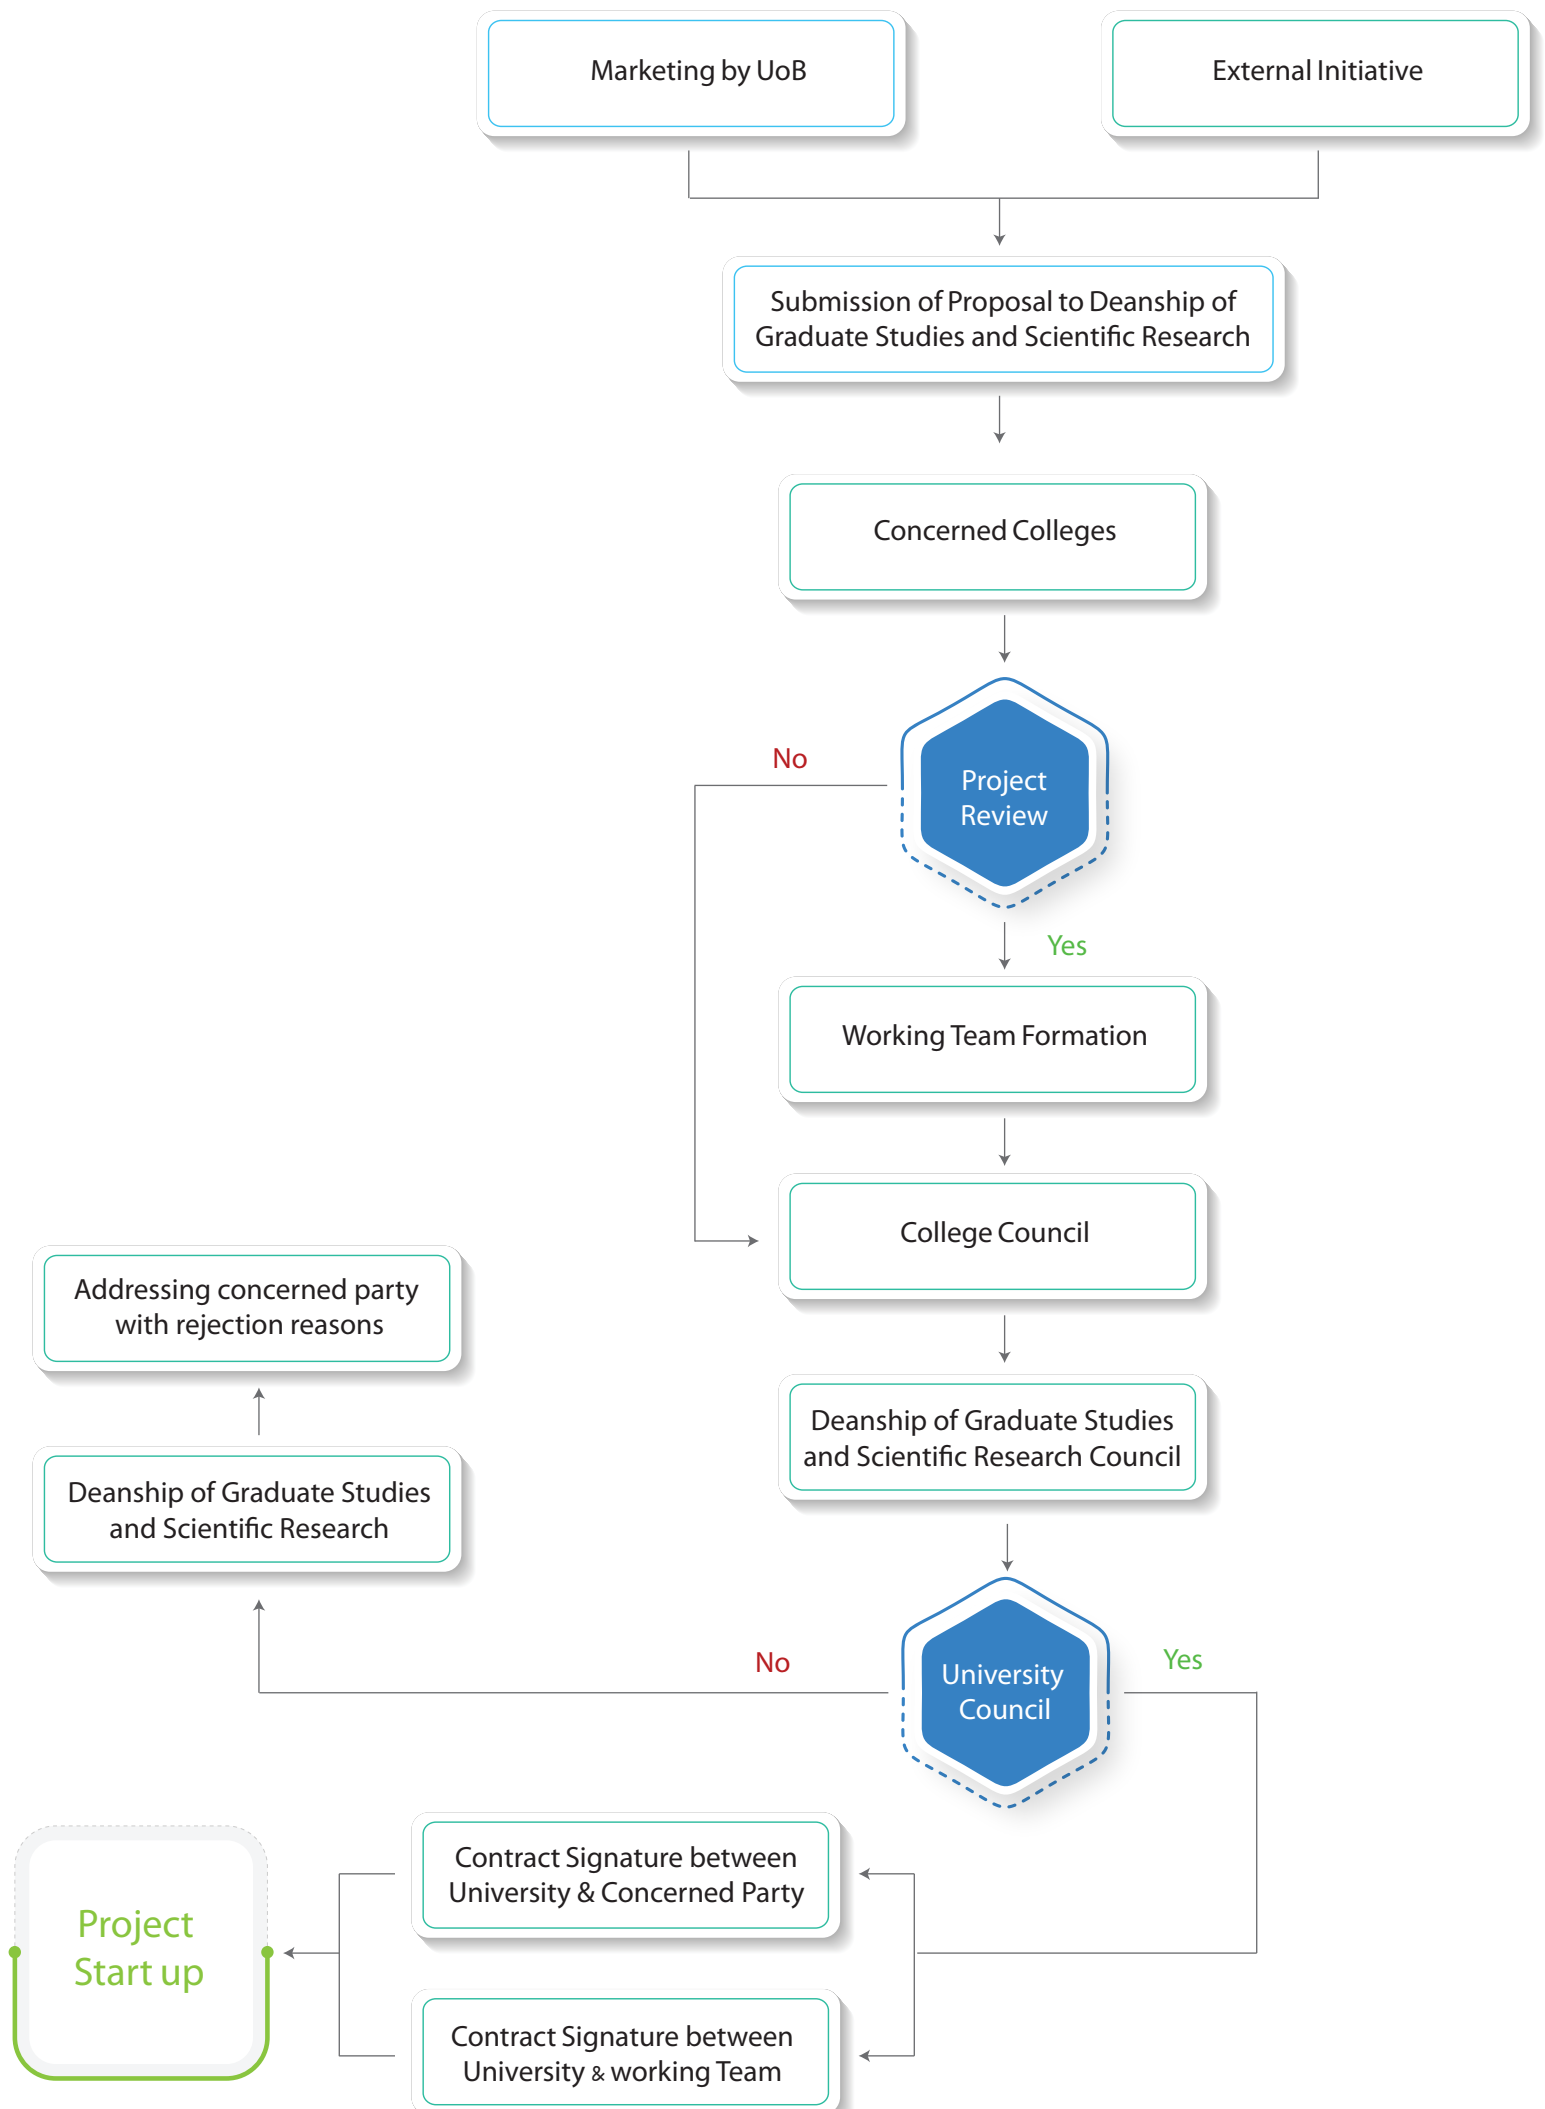 Marketing by UoB
External Initiative
Submission of Proposal to Deanship of
Graduate Studies and Scientific Research
Concerned Colleges
No
Project
Review
Yes
Working Team Formation
College Council
Addressing concerned party
with rejection reasons
Deanship of Graduate Studies
and Scientific Research Council
Deanship of Graduate Studies
and Scientific Research
No
University
Council
Yes
Contract Signature between
University & Concerned Party
Project
Start up
Contract Signature between
University & working Team